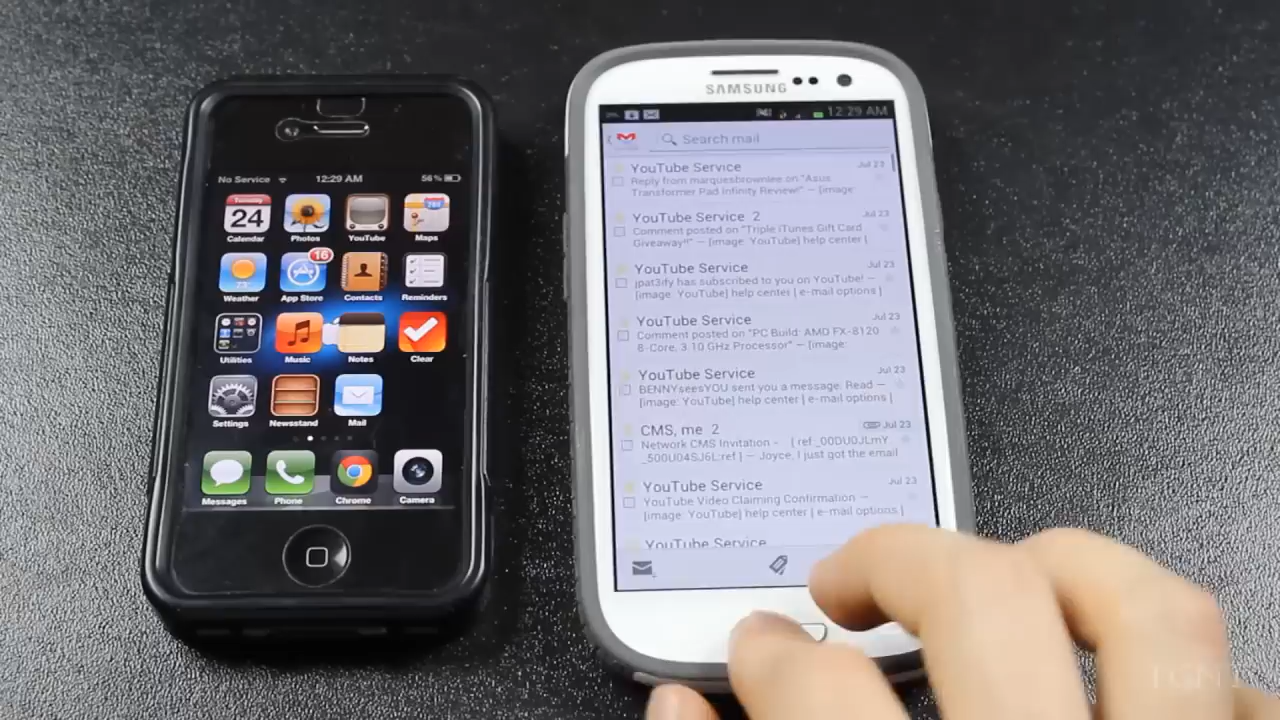 No Service
12:29 AM
56%
Tuesday
24
Calendar
Photos
YouTube
280
Maps
73°
Weather
16
App Store
Contacts
Reminders
Utilities
Music
Notes
Clear
Settings
Newsstand
Mail
Messages
Phone
Chrome
Camera
SAMSUNG
12:29 AM
Search mail
YouTube Service Jul 23
Reply from marquesbrownlee on "Asus
Transformer Pad Infinity Review!" — [image:
YouTube Service 2 Jul 23
Comment posted on "Triple iTunes Gift Card
Giveaway!!" — [image: YouTube] help center |
YouTube Service Jul 23
jpat3ify has subscribed to you on YouTube! —
[image: YouTube] help center | e-mail options |
YouTube Service Jul 23
Comment posted on "PC Build: AMD FX-8120
8-Core, 3.10 GHz Processor" — [image:
YouTube Service Jul 23
BENNYseesYOU sent you a message: Read —
[image: YouTube] help center | e-mail options |
CMS, me 2 Jul 23
Network CMS Invitation - [ ref:_00DU0JLmY.
_500U04SJ6L:ref ] — Joyce, I just got the email
YouTube Service Jul 23
YouTube Video Claiming Confirmation —
[image: YouTube] help center | e-mail options |
YouTube Service